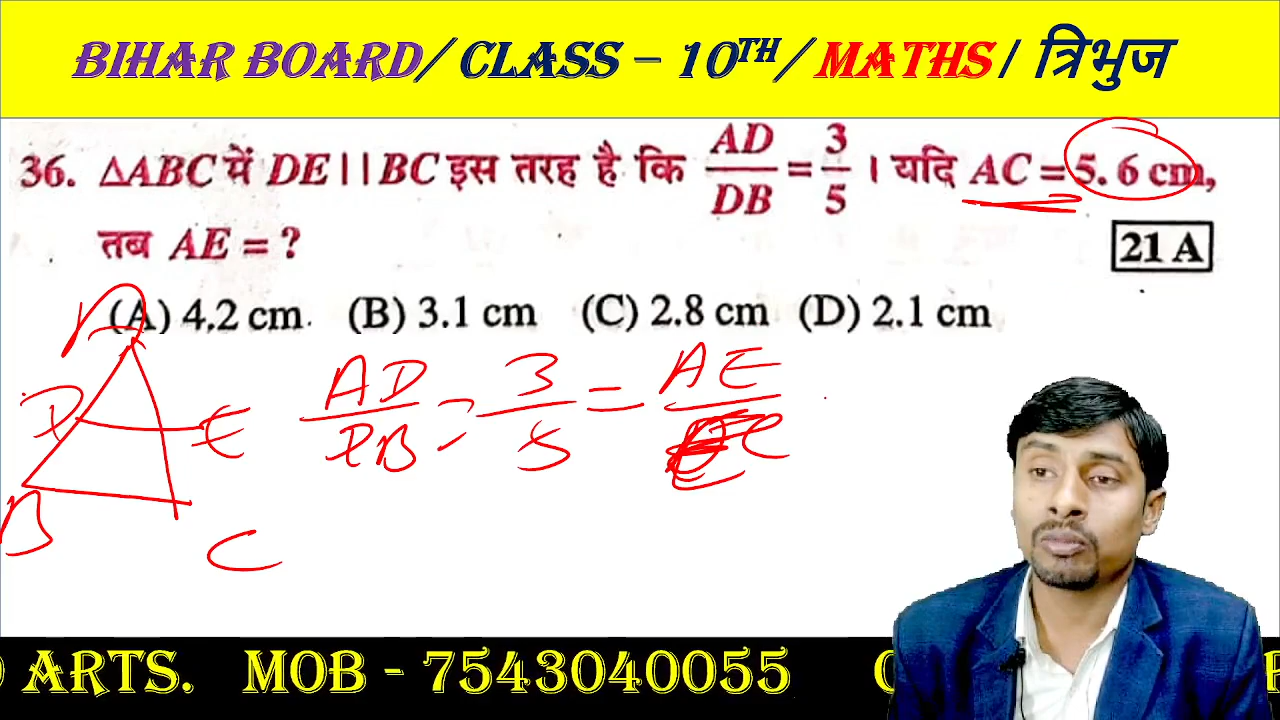 BIHAR BOARD/ CLASS – 10TH/ MATHS/ त्रिभुज
36. ΔABC में DE||BC इस तरह है कि AD/DB = 3/5 । यदि AC = 5.6 cm,
तब AE = ?
21 A
(A) 4.2 cm. (B) 3.1 cm (C) 2.8 cm (D) 2.1 cm
A
D E
B C
AD/DB = 3/5 = AE/EC
ARTS. MOB - 7543040055